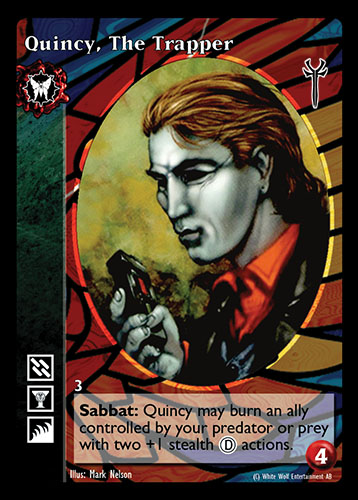 Quincy, The Trapper
3
Sabbat: Quincy may burn an ally
controlled by your predator or prey
with two +1 stealth Ⓓ actions.
4
Illus: Mark Nelson
(C) White Wolf Entertainment AB